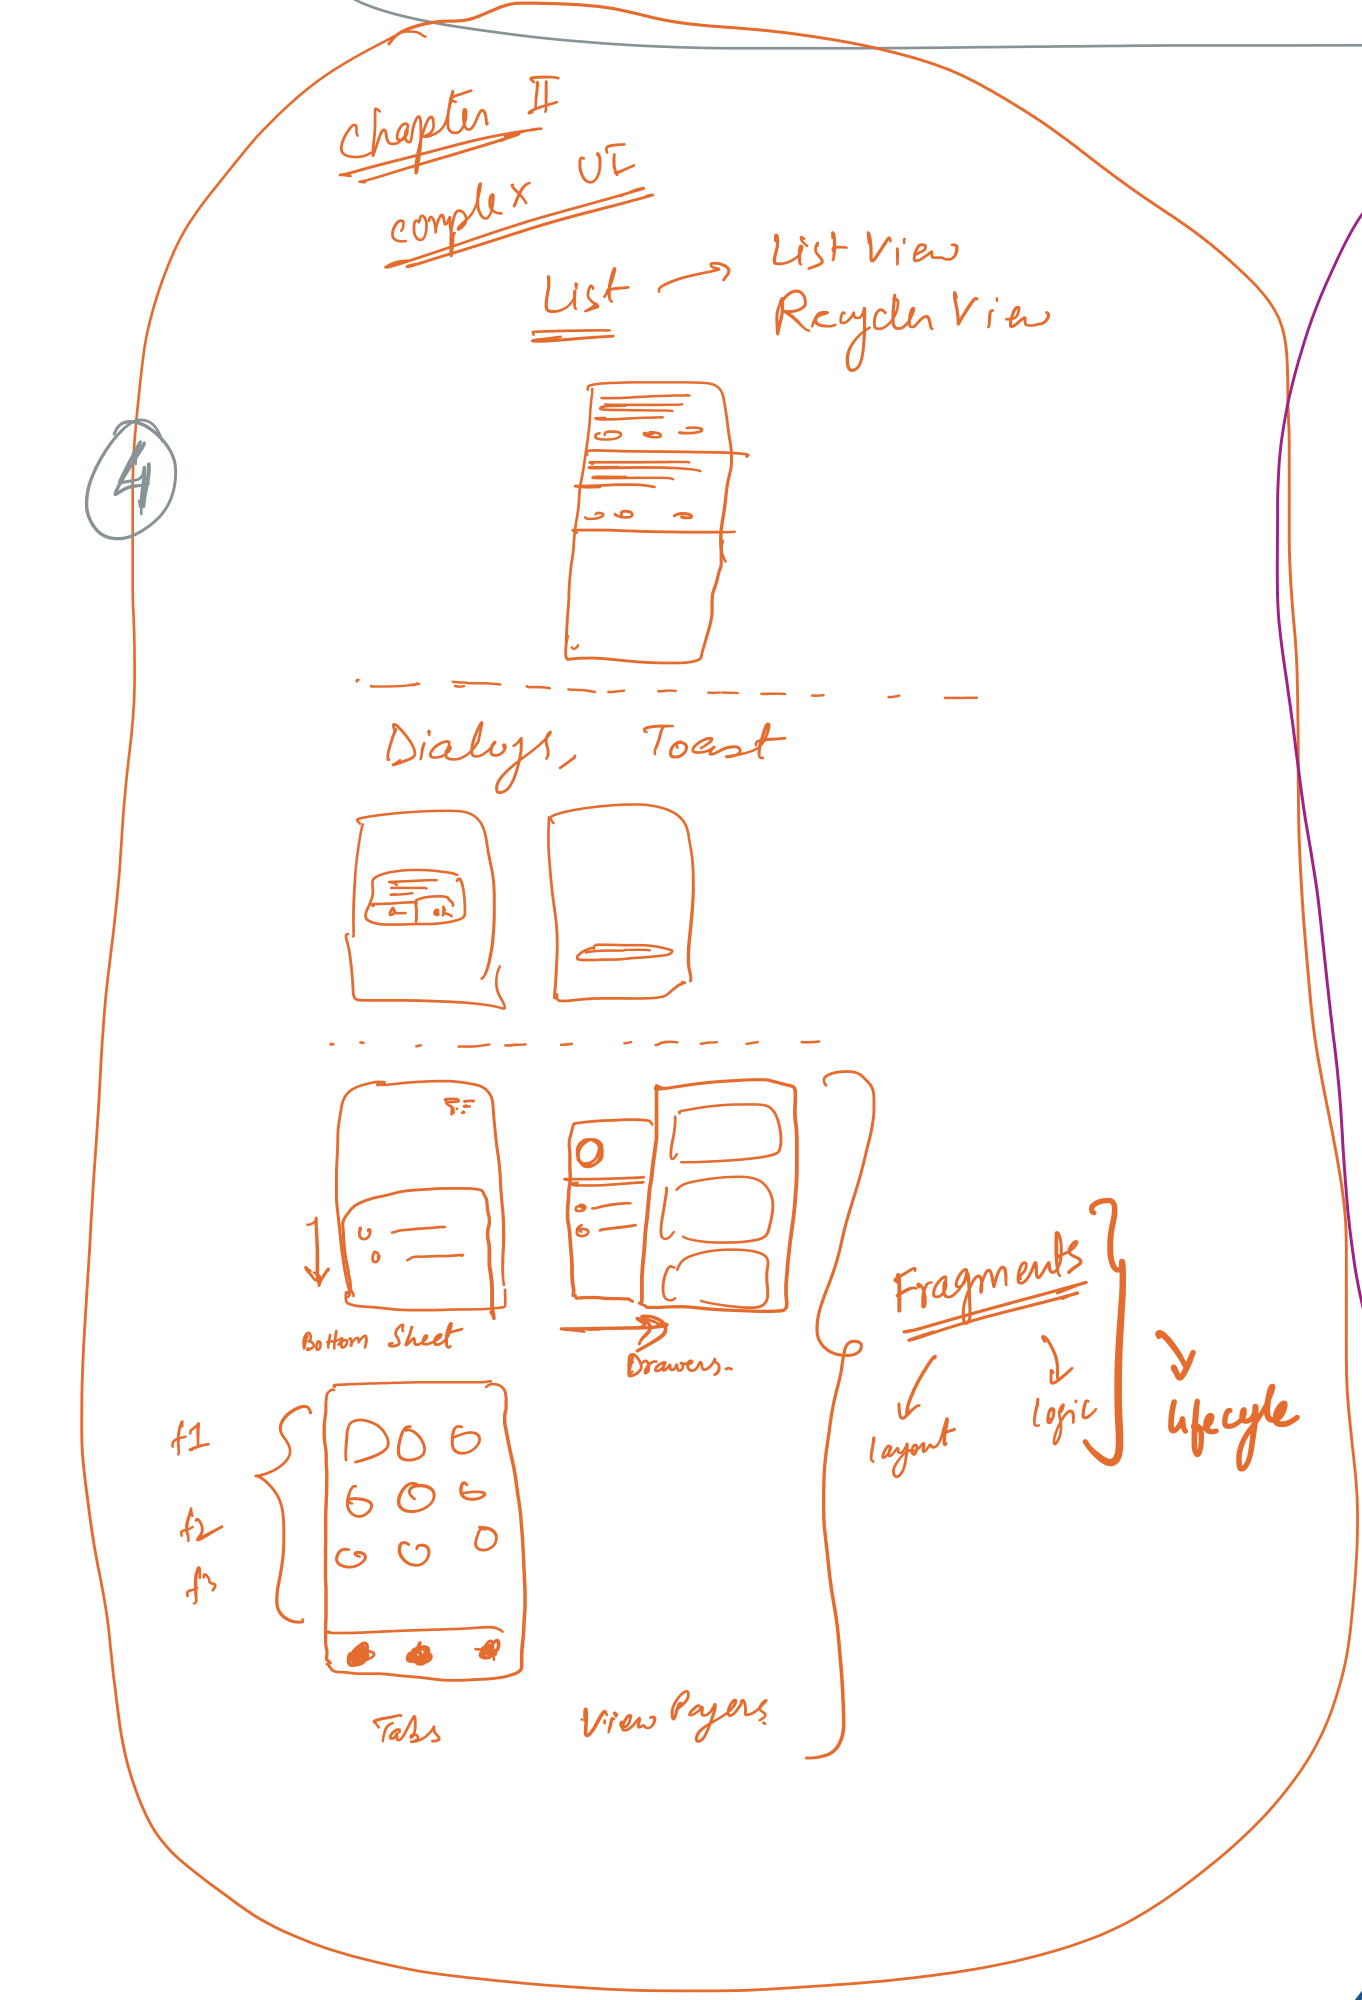 Chapter II
Complex UI
List → List View
Recycler View
4
Dialogs, Toast
ok
Bottom Sheet
Drawers.
Fragments
layout
logic
lifecycle
f1
f2
f3
Tabs
View Pagers